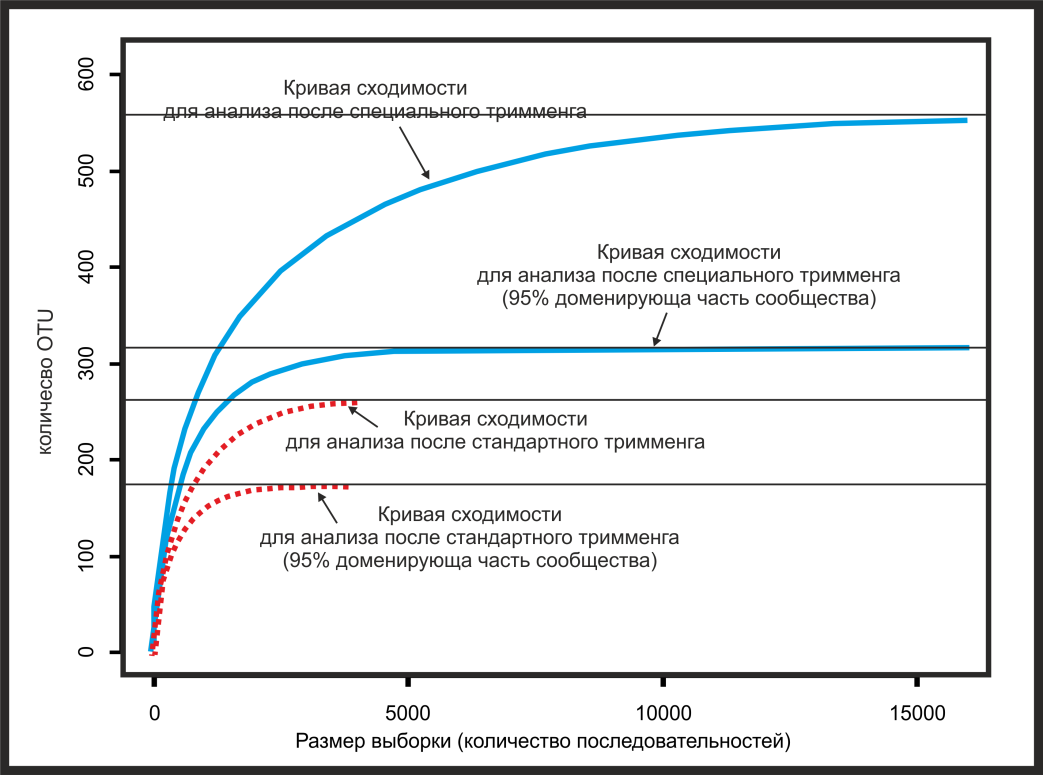 600
Кривая сходимости
для анализа после специального тримменга
500
Кривая сходимости
для анализа после специального тримменга
(95% доменирующа часть сообщества)
400
количесво OTU
300
Кривая сходимости
для анализа после стандартного тримменга
200
Кривая сходимости
для анализа после стандартного тримменга
(95% доменирующа часть сообщества)
100
0
0 5000 10000 15000
Размер выборки (количество последовательностей)